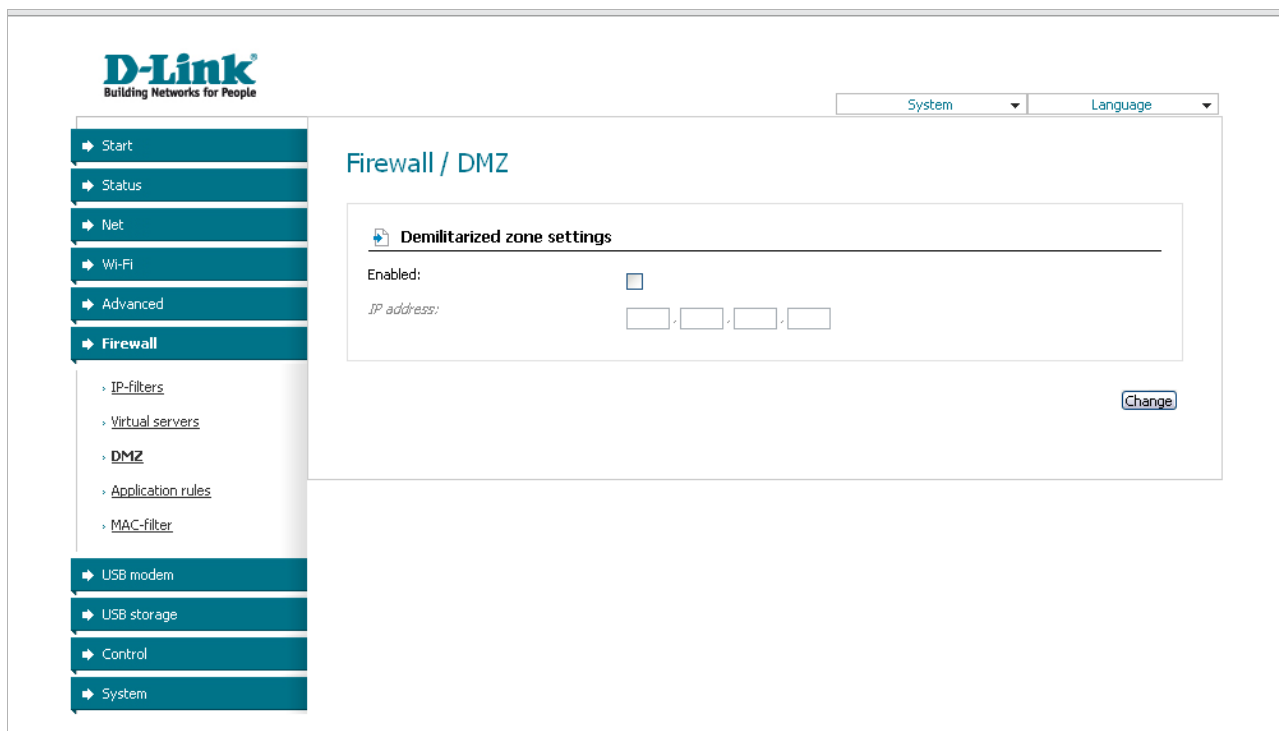 D-Link
Building Networks for People
System
Language
Start
Status
Net
Wi-Fi
Advanced
Firewall
IP-filters
Virtual servers
DMZ
Application rules
MAC-filter
USB modem
USB storage
Control
System
Firewall / DMZ
Demilitarized zone settings
Enabled:
IP address:
Change